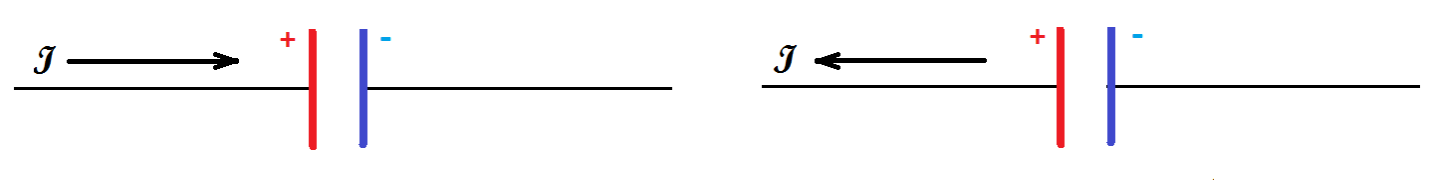 𝒥 + -
𝒥 + -